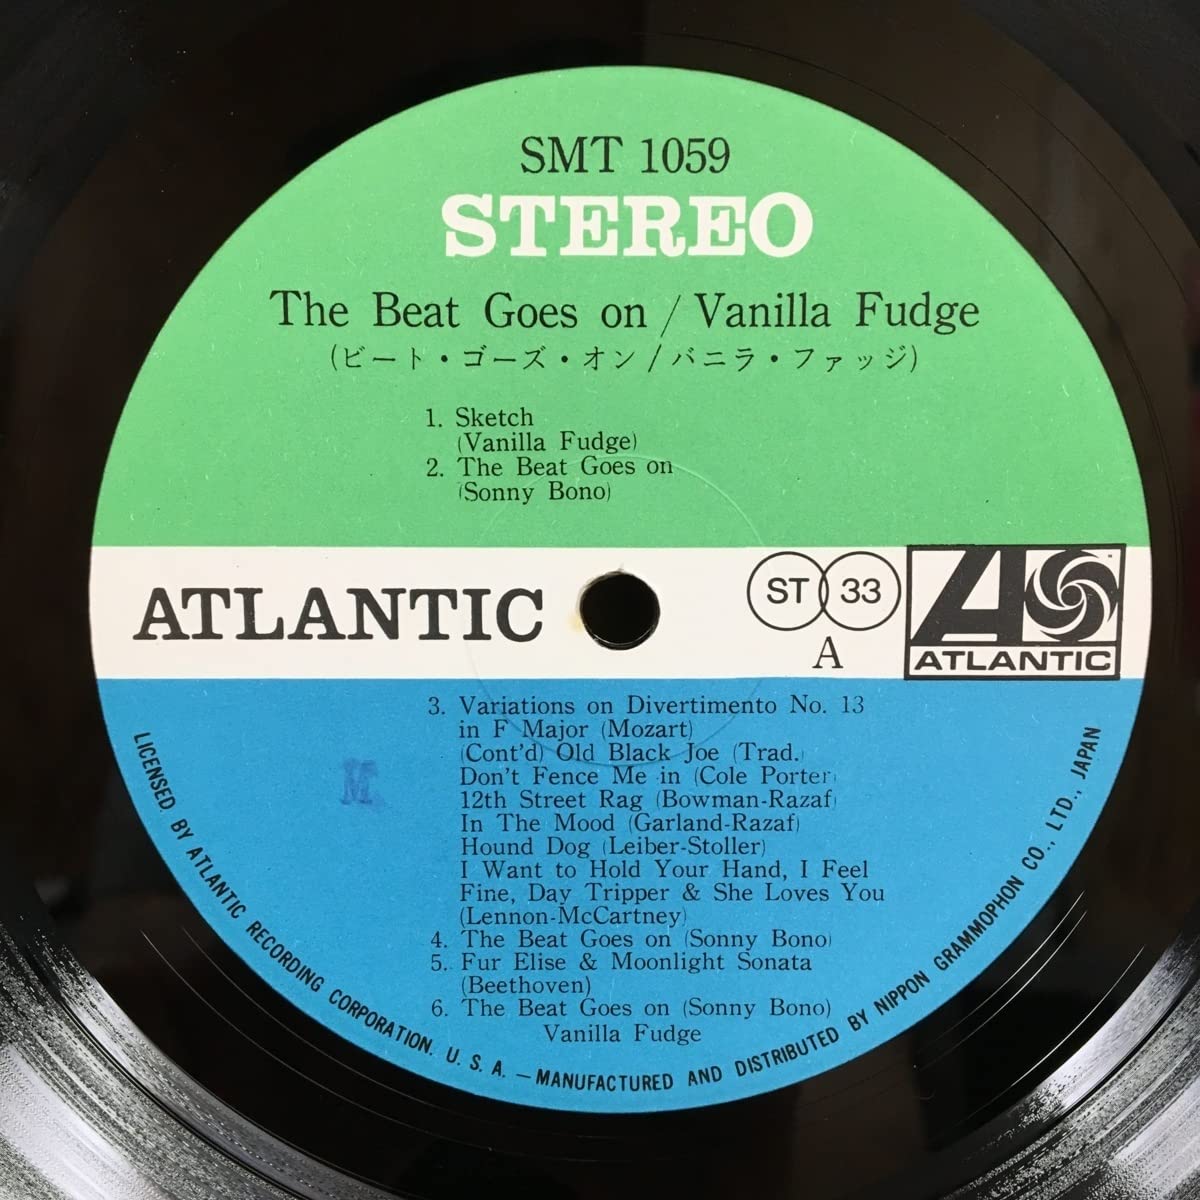 SMT 1059
STEREO
The Beat Goes on / Vanilla Fudge
(ビート・ゴーズ・オン/バニラ・ファッジ)
1. Sketch
(Vanilla Fudge)
2. The Beat Goes on
(Sonny Bono)
ATLANTIC
ST 33
A
ATLANTIC
3. Variations on Divertimento No. 13
in F Major (Mozart)
(Cont'd) Old Black Joe (Trad.)
Don't Fence Me in (Cole Porter)
12th Street Rag (Bowman-Razaf)
In The Mood (Garland-Razaf)
Hound Dog (Leiber-Stoller)
I Want to Hold Your Hand, I Feel
Fine, Day Tripper & She Loves You
(Lennon-McCartney)
4. The Beat Goes on (Sonny Bono)
5. Fur Elise & Moonlight Sonata
(Beethoven)
6. The Beat Goes on (Sonny Bono)
Vanilla Fudge
M
LICENSED. BY ATLANTIC RECORDING CORPORATION. U. S. A. — MANUFACTURED AND DISTRIBUTED BY NIPPON GRAMMOPHON CO., LTD., JAPAN